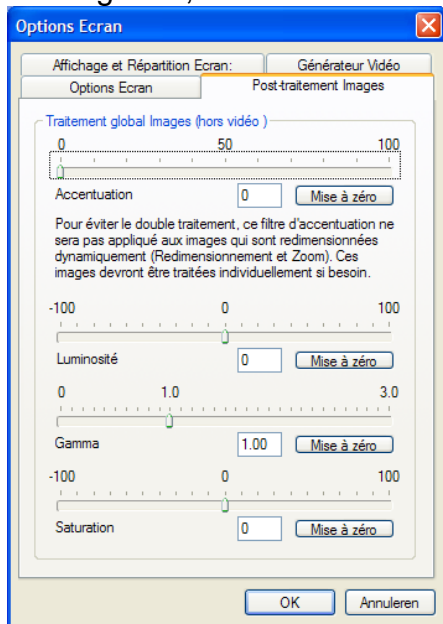 Options Ecran
Affichage et Répartition Ecran:
Générateur Vidéo
Options Ecran
Post-traitement Images
Traitement global Images (hors vidéo )
0 50 100
Accentuation 0 Mise à zéro
Pour éviter le double traitement, ce filtre d'accentuation ne
sera pas appliqué aux images qui sont redimensionnées
dynamiquement (Redimensionnement et Zoom). Ces
images devront être traitées individuellement si besoin.
-100 0 100
Luminosité 0 Mise à zéro
0 1.0 3.0
Gamma 1.00 Mise à zéro
-100 0 100
Saturation 0 Mise à zéro
OK Annuleren